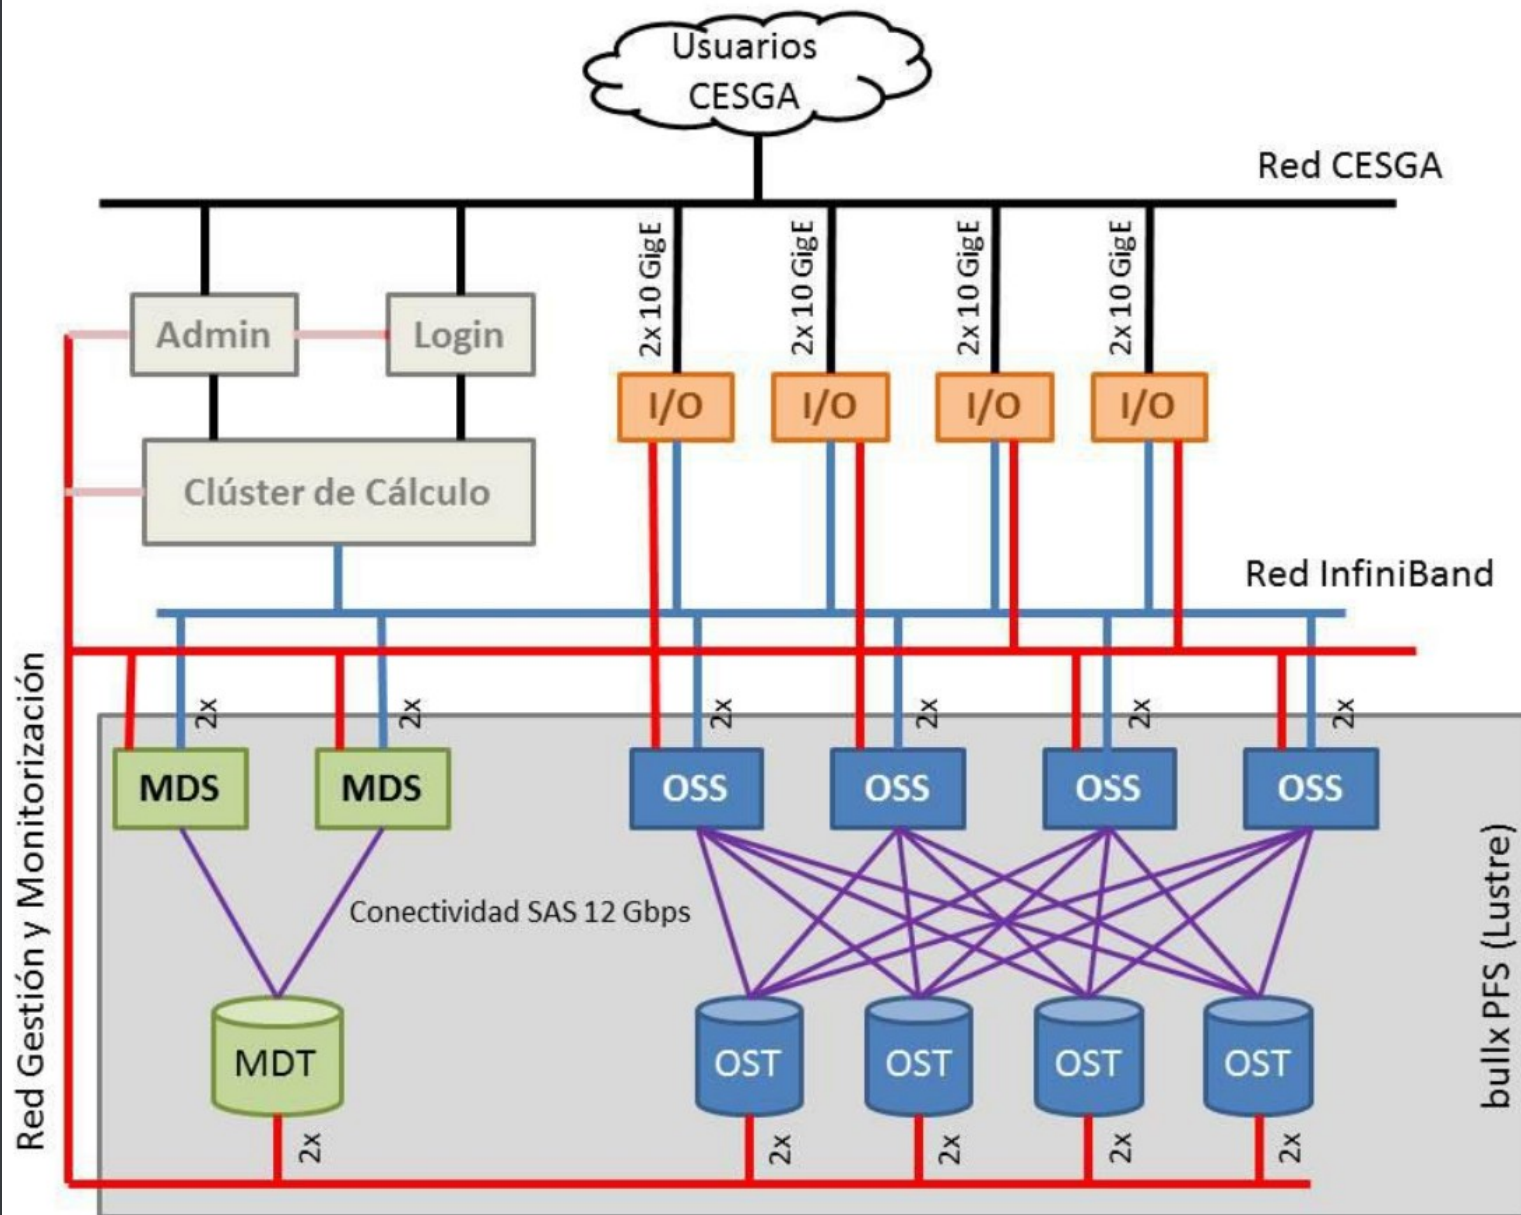 Usuarios
CESGA
Red CESGA
2x 10 GigE
2x 10 GigE
2x 10 GigE
2x 10 GigE
Admin
Login
I/O
I/O
I/O
I/O
Clúster de Cálculo
Red InfiniBand
Red Gestión y Monitorización
2x
2x
2x
2x
2x
2x
MDS
MDS
OSS
OSS
OSS
OSS
Conectividad SAS 12 Gbps
bullx PFS (Lustre)
MDT
OST
OST
OST
OST
2x
2x
2x
2x
2x